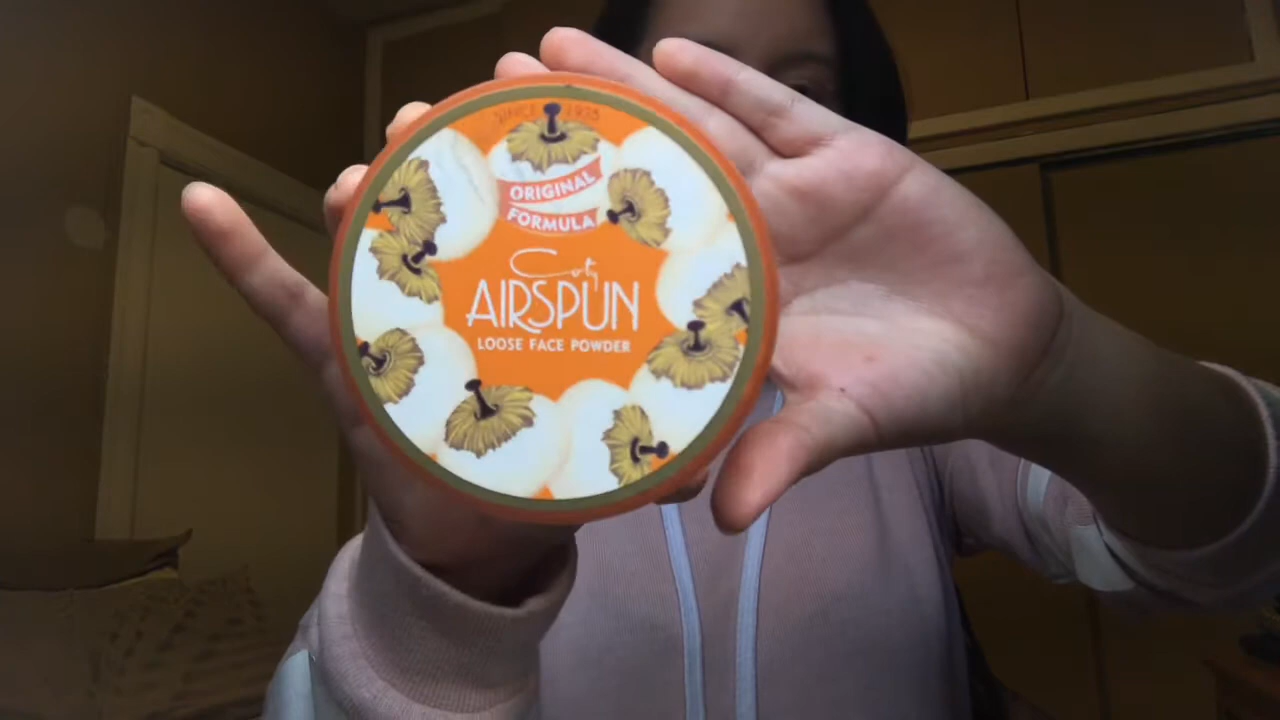 SINCE 1935
ORIGINAL
FORMULA
Coty
AIRSPUN
LOOSE FACE POWDER